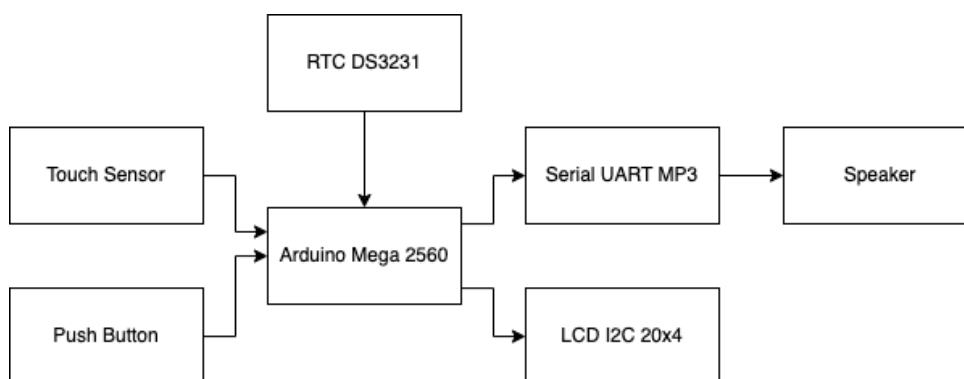 RTC DS3231
Touch Sensor
Serial UART MP3
Speaker
Arduino Mega 2560
Push Button
LCD I2C 20x4